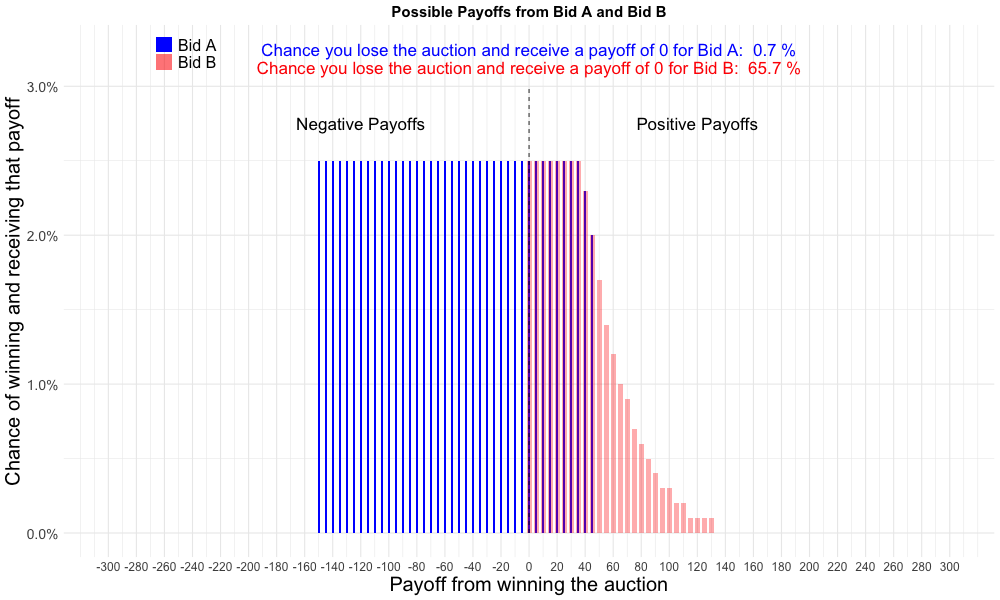 Possible Payoffs from Bid A and Bid B
Bid A
Bid B
Chance you lose the auction and receive a payoff of 0 for Bid A:  0.7 %
Chance you lose the auction and receive a payoff of 0 for Bid B:  65.7 %
Negative Payoffs
Positive Payoffs
Chance of winning and receiving that payoff
3.0%
2.0%
1.0%
0.0%
-300 -280 -260 -240 -220 -200 -180 -160 -140 -120 -100 -80 -60 -40 -20 0 20 40 60 80 100 120 140 160 180 200 220 240 260 280 300
Payoff from winning the auction